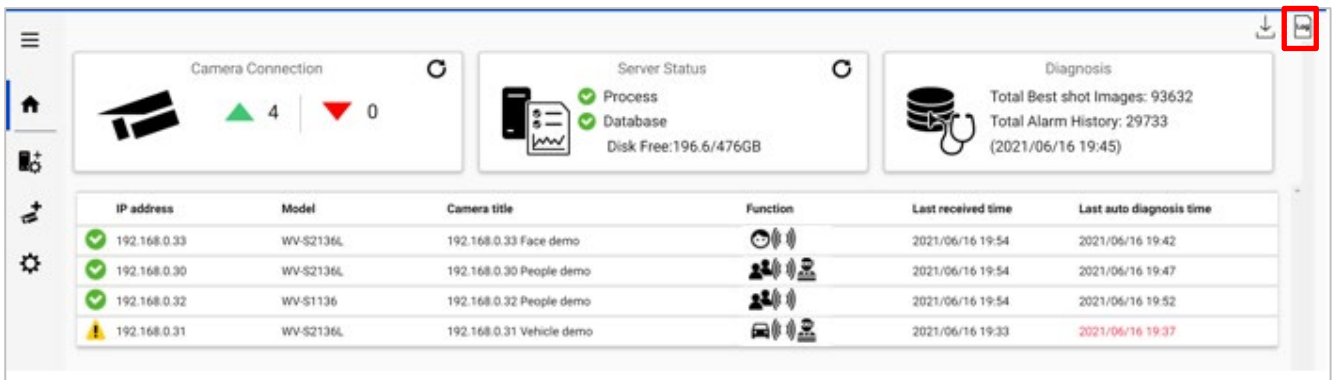 Log
Camera Connection
4
0
Server Status
Process
Database
Disk Free:196.6/476GB
Diagnosis
Total Best shot Images: 93632
Total Alarm History: 29733
(2021/06/16 19:45)
IP address Model Camera title Function Last received time Last auto diagnosis time
192.168.0.33 WV-S2136L 192.168.0.33 Face demo 2021/06/16 19:54 2021/06/16 19:42
192.168.0.30 WV-S2136L 192.168.0.30 People demo 2021/06/16 19:54 2021/06/16 19:47
192.168.0.32 WV-S1136 192.168.0.32 People demo 2021/06/16 19:54 2021/06/16 19:52
192.168.0.31 WV-S2136L 192.168.0.31 Vehicle demo 2021/06/16 19:33 2021/06/16 19:37